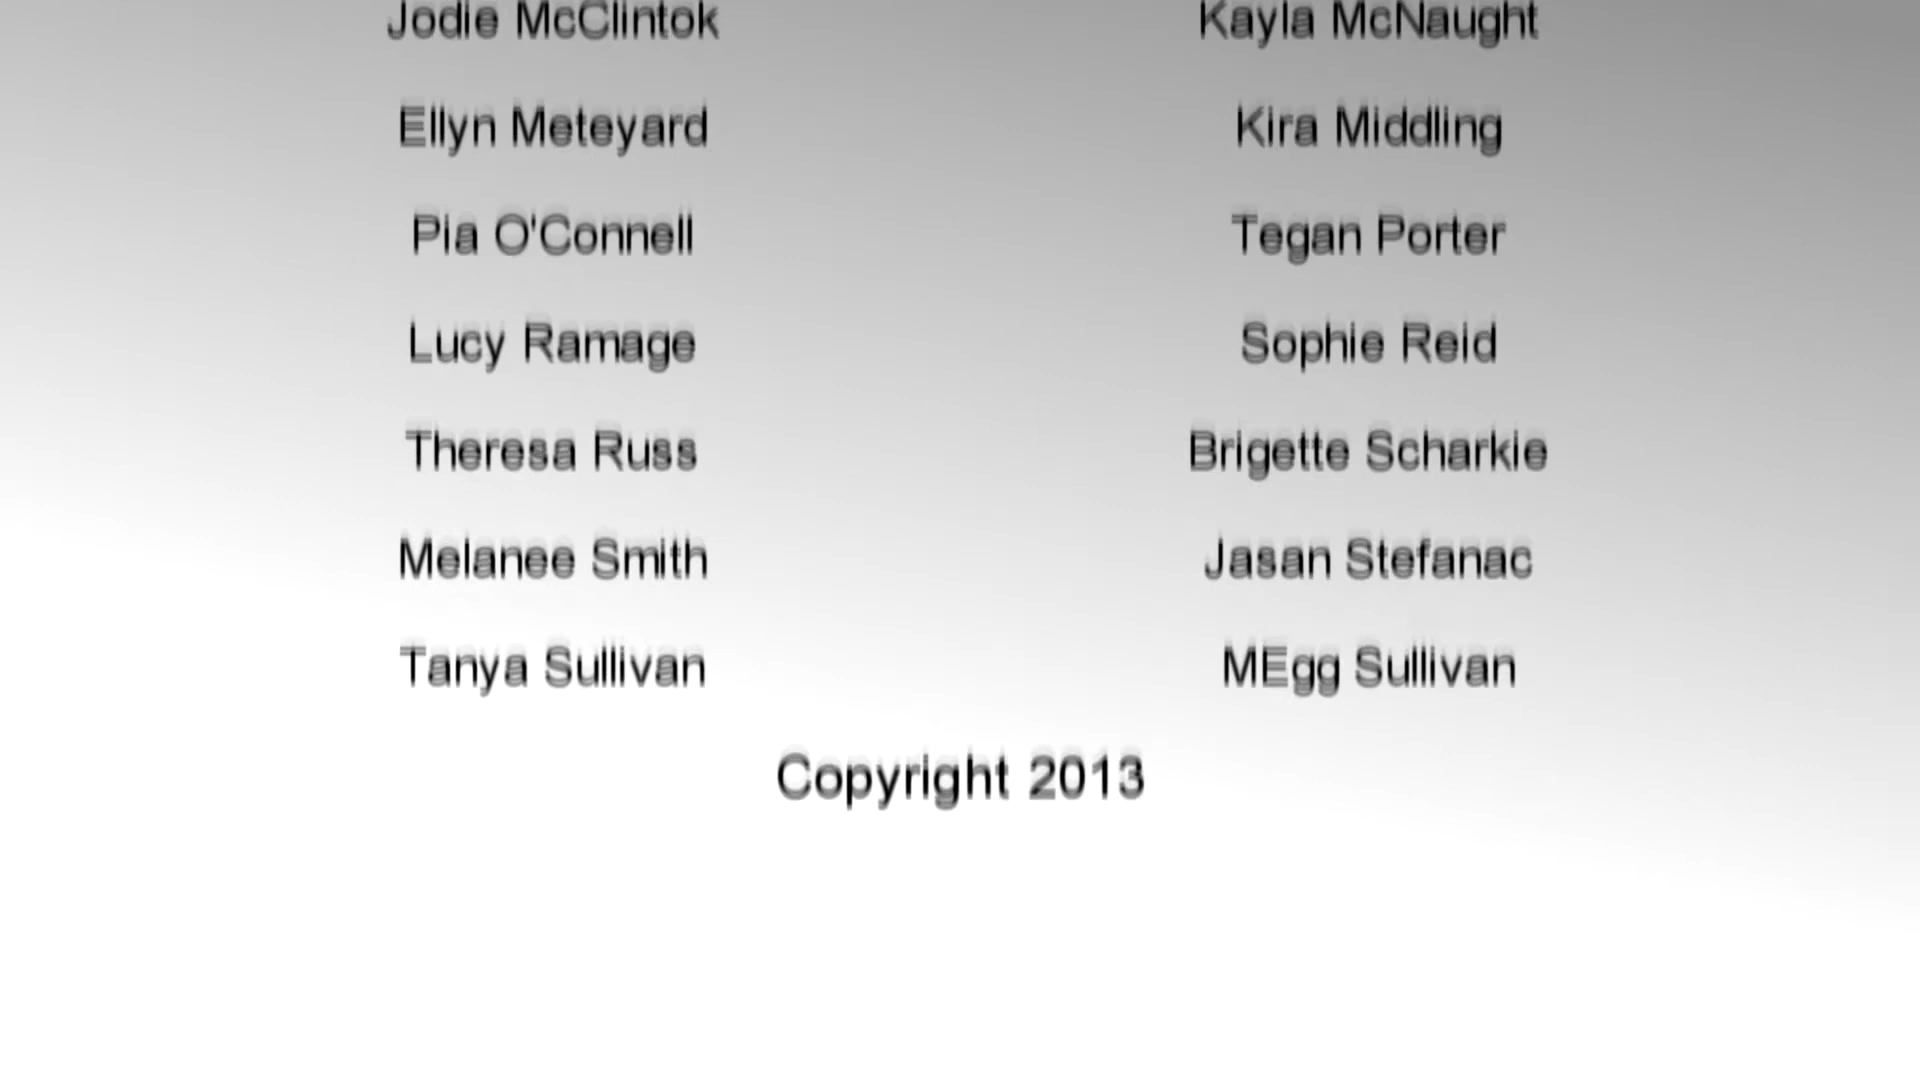 Jodie McClintok Kayla McNaught
Ellyn Meteyard Kira Middling
Pia O'Connell Tegan Porter
Lucy Ramage Sophie Reid
Theresa Russ Brigette Scharkie
Melanee Smith Jasan Stefanac
Tanya Sullivan MEgg Sullivan
Copyright 2013